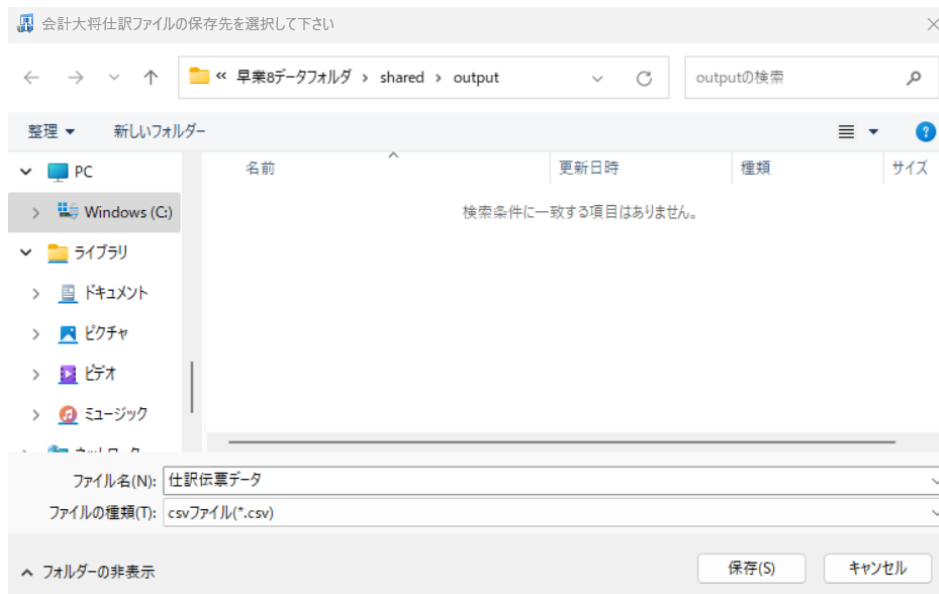 会計大将仕訳ファイルの保存先を選択して下さい
« 早業8データフォルダ › shared › output
outputの検索
整理 新しいフォルダー
名前 更新日時 種類 サイズ
PC
Windows (C:)
検索条件に一致する項目はありません。
ライブラリ
ドキュメント
ピクチャ
ビデオ
ミュージック
ファイル名(N): 仕訳伝票データ
ファイルの種類(T): csvファイル(*.csv)
フォルダーの非表示 保存(S) キャンセル